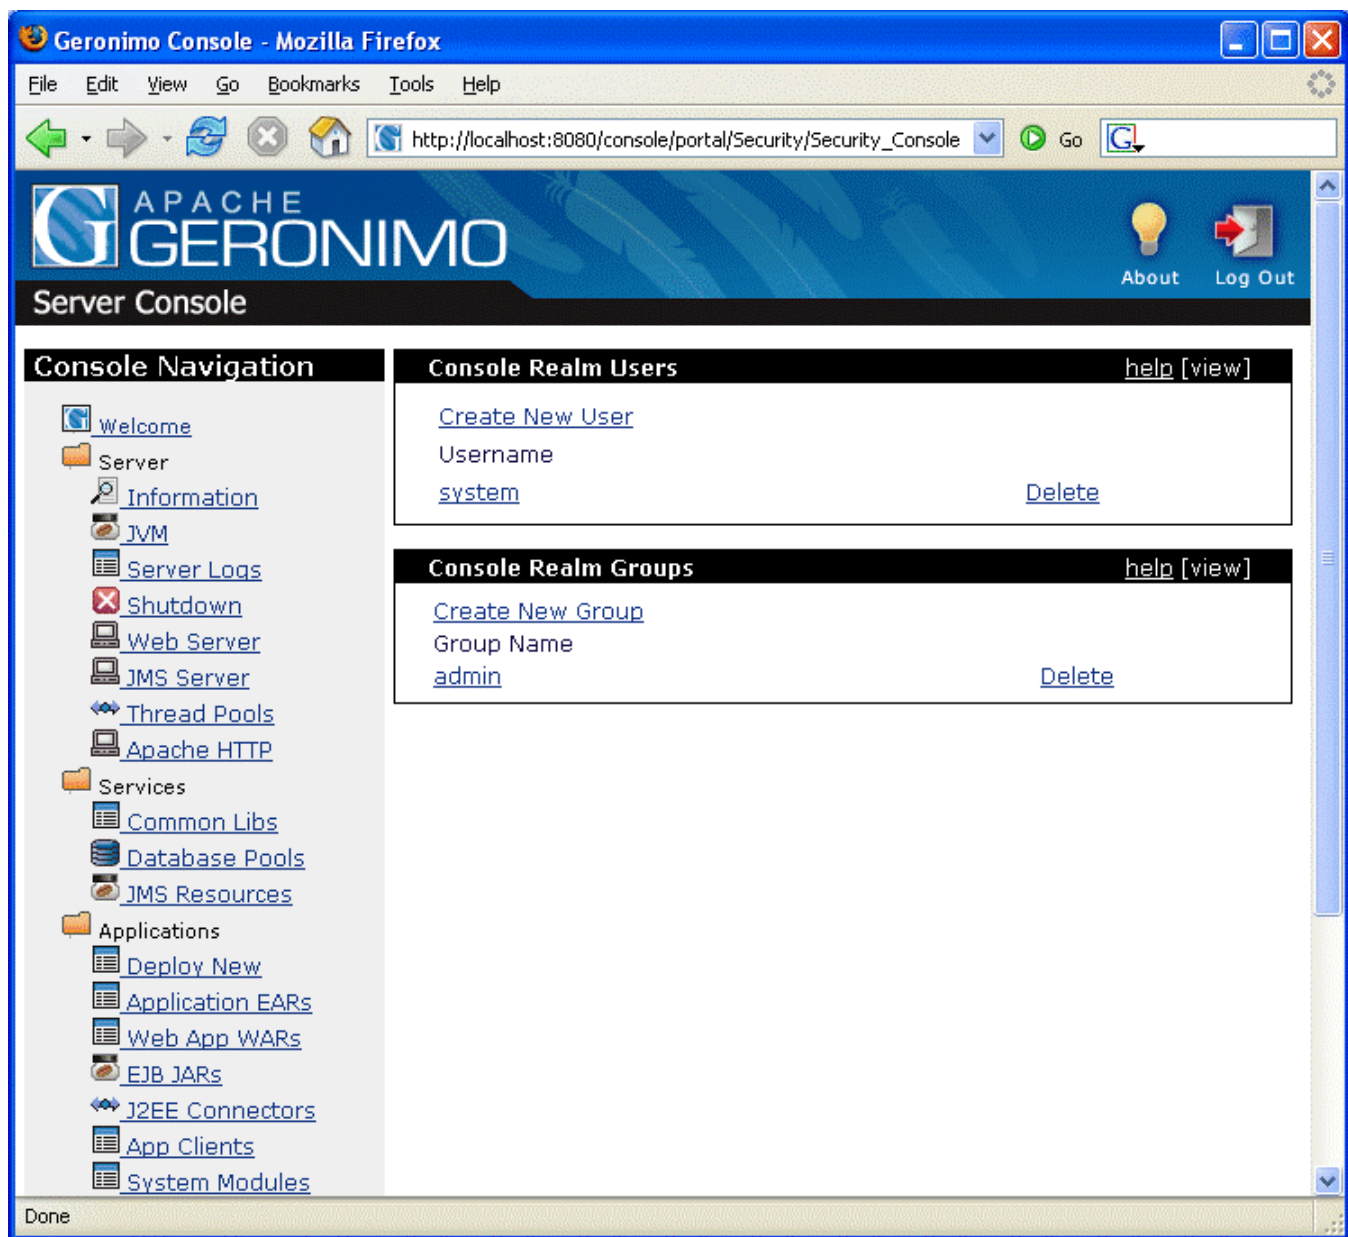 Geronimo Console - Mozilla Firefox
File Edit View Go Bookmarks Tools Help
http://localhost:8080/console/portal/Security/Security_Console Go G
APACHE
GERONIMO
About Log Out
Server Console
Console Navigation
Welcome
Server
Information
JVM
Server Logs
Shutdown
Web Server
JMS Server
Thread Pools
Apache HTTP
Services
Common Libs
Database Pools
JMS Resources
Applications
Deploy New
Application EARs
Web App WARs
EJB JARs
J2EE Connectors
App Clients
System Modules
Console Realm Users help [view]
Create New User
Username
system Delete
Console Realm Groups help [view]
Create New Group
Group Name
admin Delete
Done